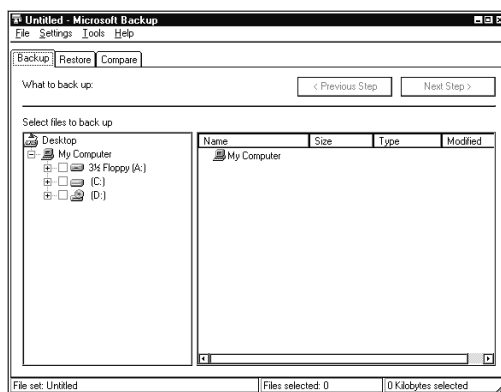 Untitled - Microsoft Backup
File Settings Tools Help
Backup Restore Compare
What to back up:
< Previous Step Next Step >
Select files to back up
Desktop
My Computer
3½ Floppy (A:)
(C:)
(D:)
Name Size Type Modified
My Computer
File set: Untitled Files selected: 0 0 Kilobytes selected